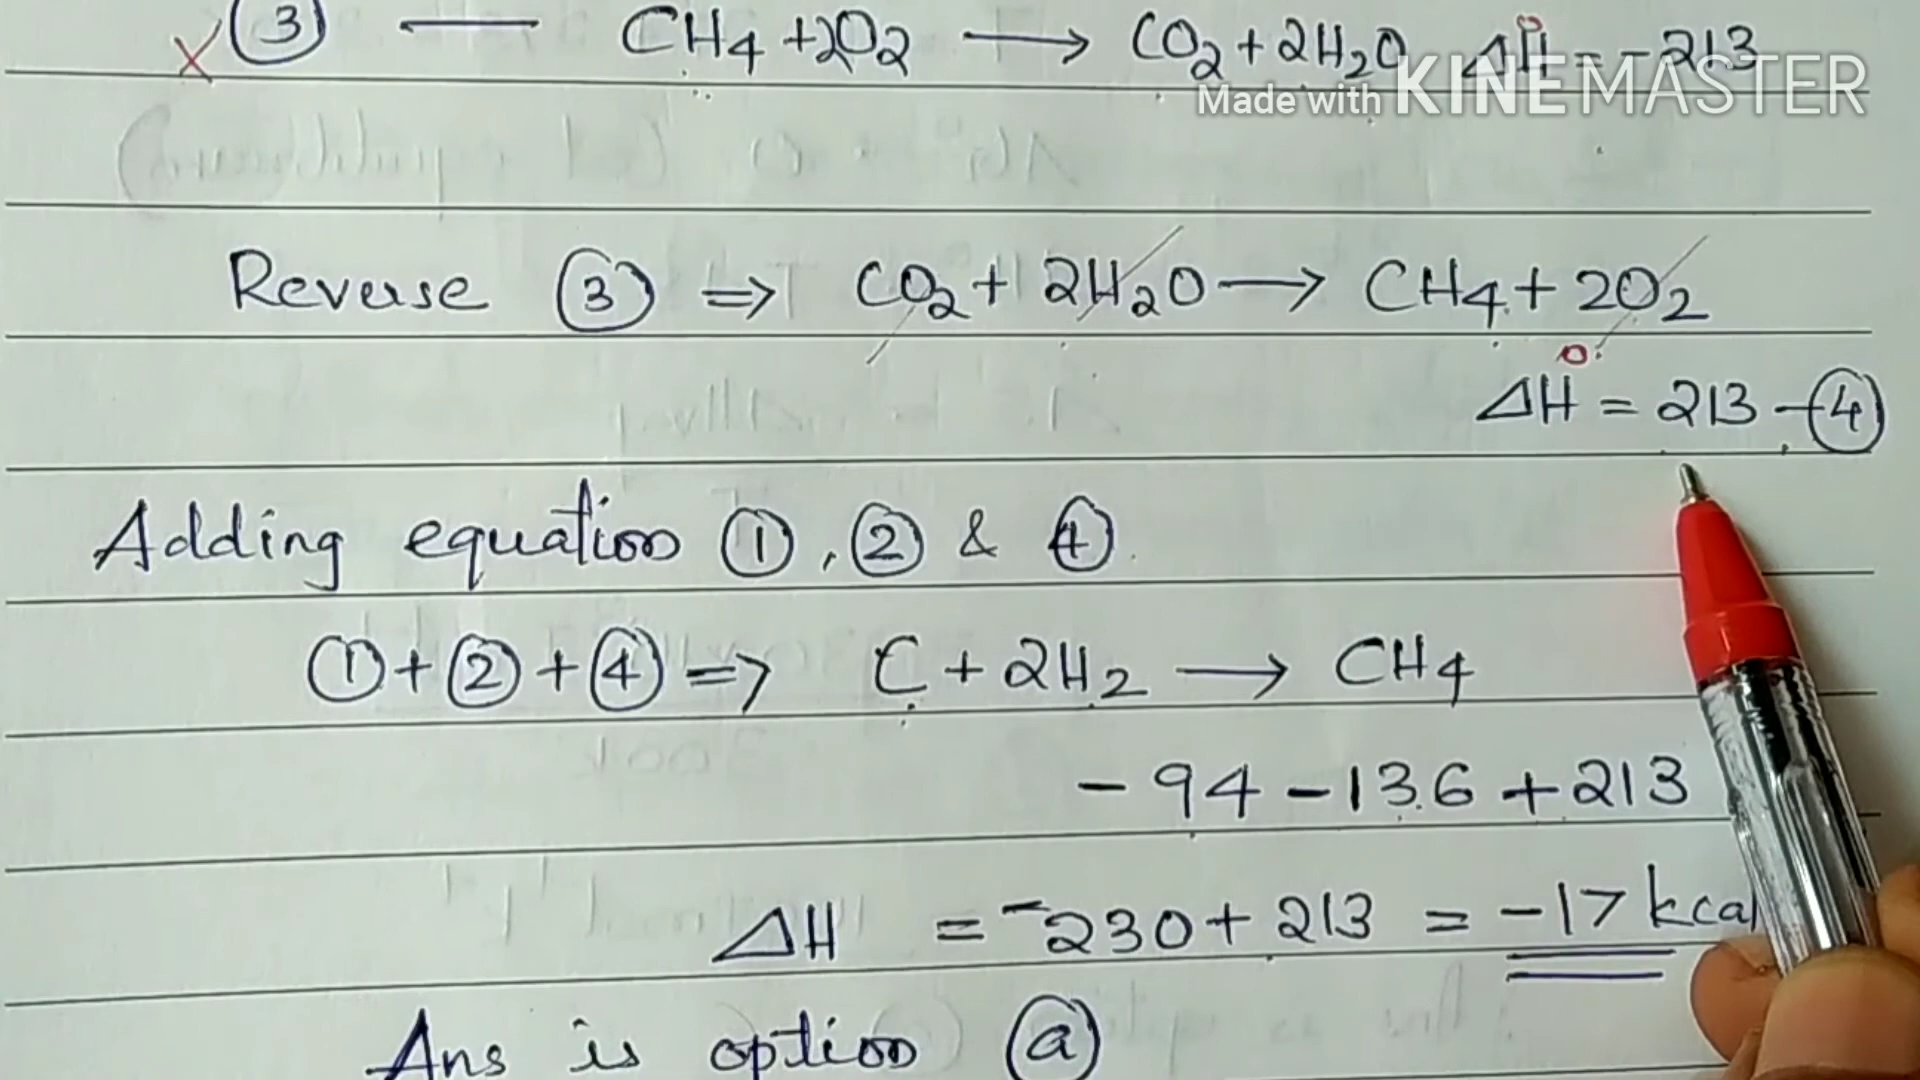 × ③ — CH₄ + 2O₂ ⟶ CO₂ + 2H₂O ΔH° = -213
Made with KINEMASTER
Reverse ③ ⇒ CO₂ + 2H₂O ⟶ CH₄ + 2O₂
ΔH° = 213 - ④
Adding equation ①, ② & ④.
① + ② + ④ ⇒ C + 2H₂ ⟶ CH₄
- 94 - 136 + 213
ΔH = -230 + 213 = -17 kcal
Ans is option ⓐ